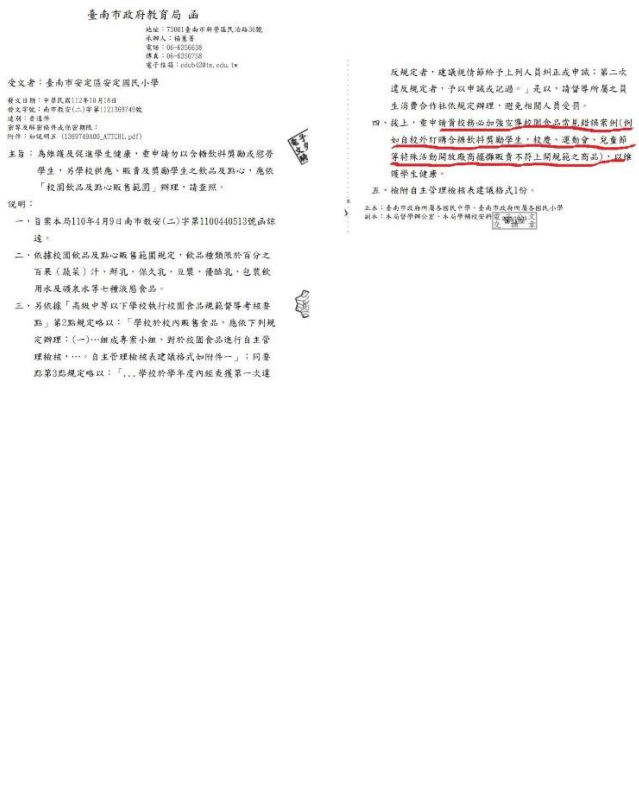 臺南市政府教育局 函
地址：73001臺南市新營區民治路36號
承辦人：楊蕙菁
電話：06-6356638
傳真：06-6350758
電子信箱：edub42@tn.edu.tw
受文者：臺南市安定區安定國民小學
發文日期：中華民國112年10月18日
發文字號：南市教安(二)字第1121369749號
速別：普通件
密等及解密條件或保密期限：
附件：如說明五 (1369749A00_ATTCH1.pdf)
主旨：為維護及促進學生健康，重申請勿以含糖飲料獎勵或慰勞
學生，另學校供應、販賣及獎勵學生之飲品及點心，應依
「校園飲品及點心販售範圍」辦理，請查照。
說明：
一、旨案本局110年4月9日南市教安(二)字第1100440513號函諒
達。
二、依據校園飲品及點心販售範圍規定，飲品種類限於百分之
百果（蔬菜）汁、鮮乳、保久乳、豆漿、優酪乳、包裝飲
用水及礦泉水等七種液態食品。
三、另依據「高級中等以下學校執行校園食品規範督導考核要
點」第2點規定略以：「學校於校內販售食品，應依下列規
定辦理：(一)…組成專案小組，對於校園食品進行自主管
理檢核，…。自主管理檢核表建議格式如附件一」；同要
點第3點規定略以：「...學校於學年度內經查獲第一次違
反規定者，建議視情節給予上列人員糾正或申誡；第二次
違反規定者，予以申誡或記過。」是以，請督導所屬之員
生消費合作社依規定辦理，避免相關人員受罰。
四、承上，重申請貴校務必加強宣導校園食品常見錯誤案例(例
如自校外訂購含糖飲料獎勵學生，校慶、運動會、兒童節
等特殊活動開放廠商擺攤販賣不符上開規範之商品)，以維
護學生健康。
五、檢附自主管理檢核表建議格式1份。
正本：臺南市政府所屬各國民中學、臺南市政府所屬各國民小學
副本：本局督學辦公室、本局學輔校安科